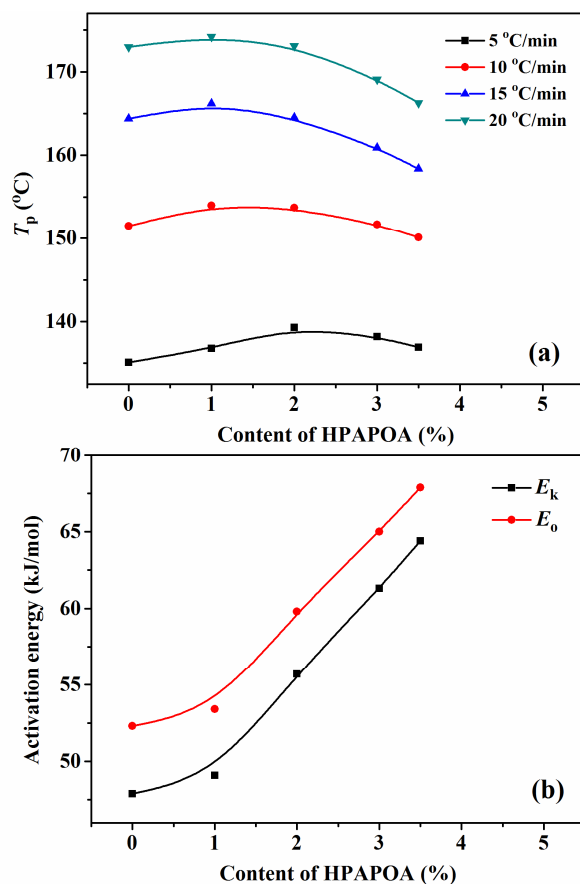 5 °C/min
10 °C/min
15 °C/min
20 °C/min
170
160
150
140
Tp (°C)
(a)
0 1 2 3 4 5
Content of HPAPOA (%)
70
65
60
55
50
Activation energy (kJ/mol)
Ek
Eo
(b)
0 1 2 3 4 5
Content of HPAPOA (%)